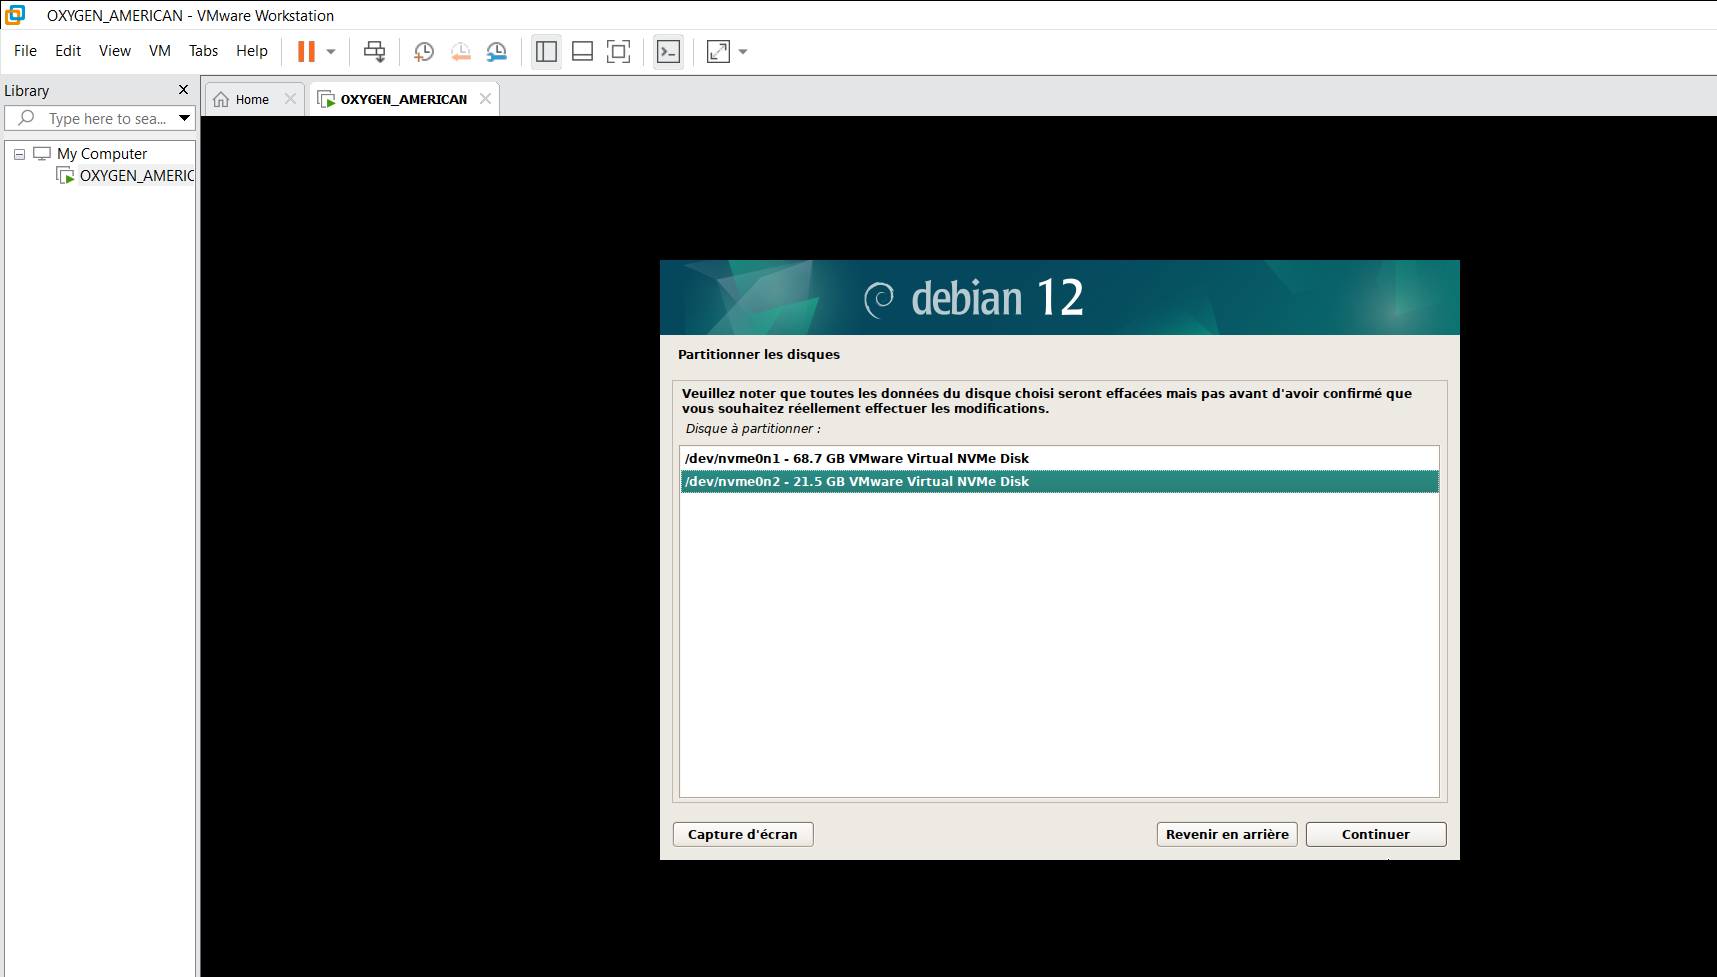 OXYGEN_AMERICAN - VMware Workstation
File Edit View VM Tabs Help
Library
Home
OXYGEN_AMERICAN
Type here to sea...
My Computer
OXYGEN_AMERIC
debian 12
Partitionner les disques
Veuillez noter que toutes les données du disque choisi seront effacées mais pas avant d'avoir confirmé que
vous souhaitez réellement effectuer les modifications.
Disque à partitionner :
/dev/nvme0n1 - 68.7 GB VMware Virtual NVMe Disk
/dev/nvme0n2 - 21.5 GB VMware Virtual NVMe Disk
Capture d'écran
Revenir en arrière
Continuer